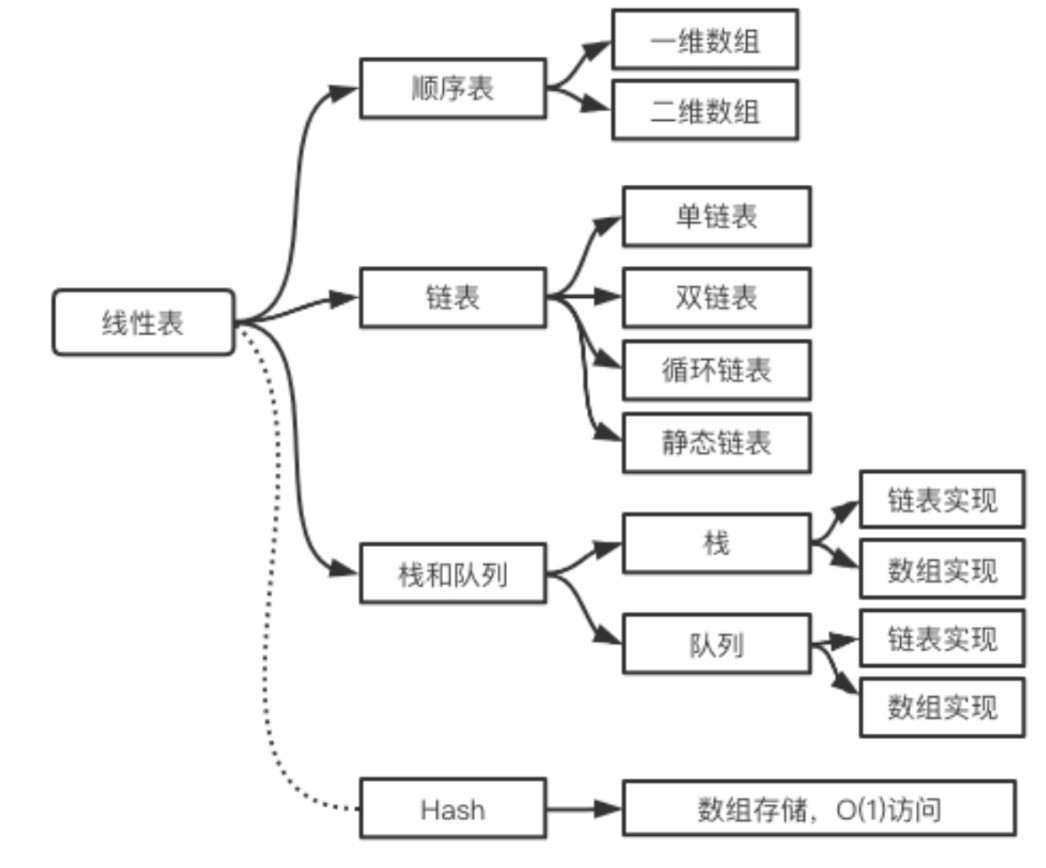 线性表
顺序表
一维数组
二维数组
链表
单链表
双链表
循环链表
静态链表
栈和队列
栈
链表实现
数组实现
队列
链表实现
数组实现
Hash
数组存储，O(1)访问